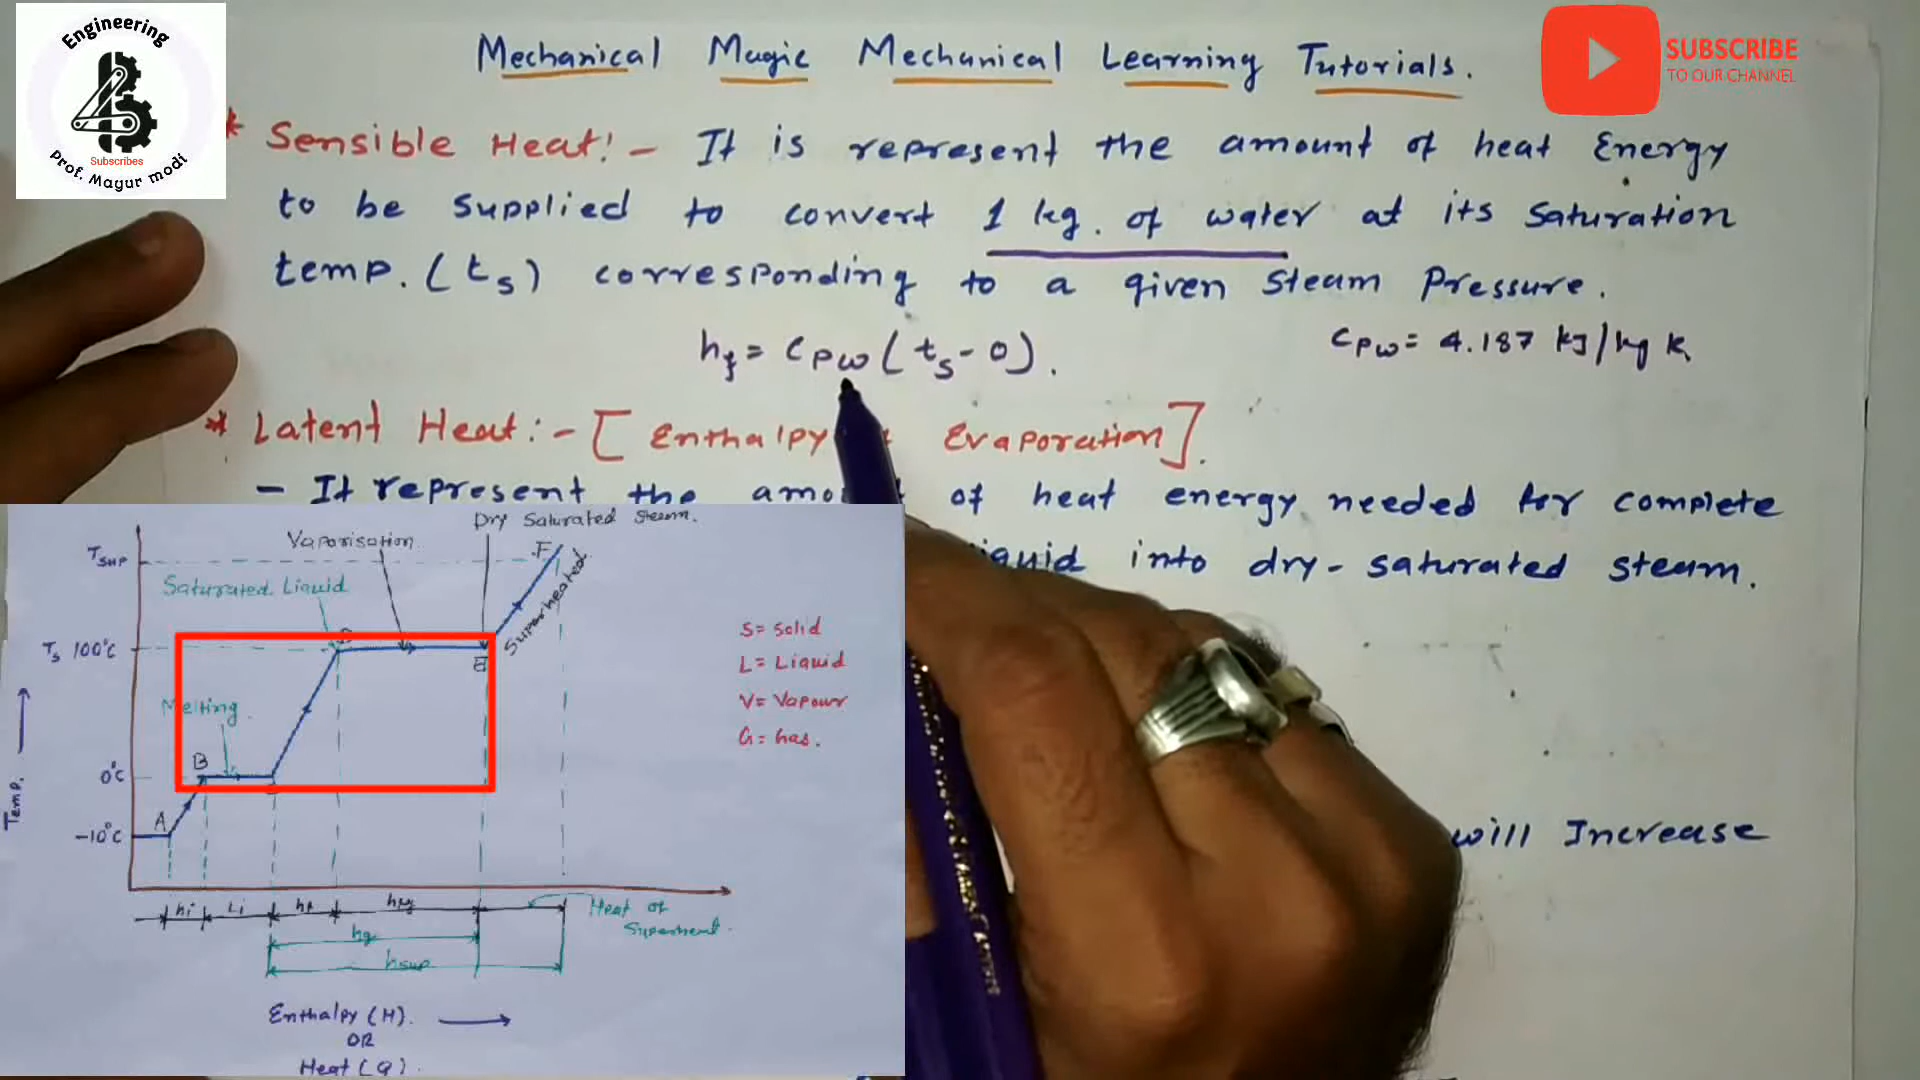 Engineering
Subscribes
Prof. Mayur modi
Mechanical Magic Mechanical Learning Tutorials.
SUBSCRIBE
TO OUR CHANNEL
* Sensible Heat:- It is represent the amount of heat Energy
to be supplied to convert 1 kg. of water at its saturation
temp. (ts) corresponding to a given steam Pressure.
hf = Cpw (ts - 0).
Cpw = 4.187 kJ/kg K
* Latent Heat:- [Enthalpy Evaporation].
- It represent the of heat energy needed for complete
into dry-saturated steam.
will Increase
Dry Saturated Steam.
Vaporisation
TSUP
F
Saturated Liquid
Superheated
Ts 100°C
E
Melting
B
0°C
A
-10°C
Temp.
S= Solid
L= Liquid
V= Vapour
G= Gas.
hi Li hf hfg
Heat of
Superheat.
hg
hsup
Enthalpy (H).
OR
Heat (Q).